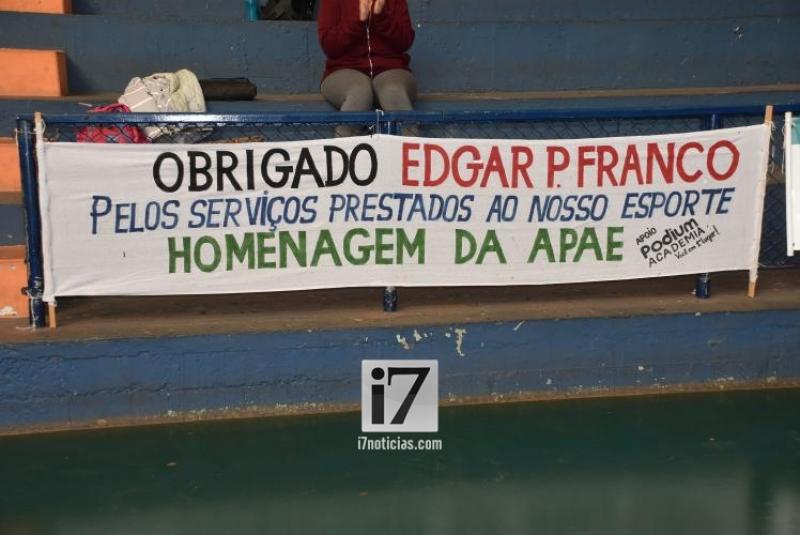 OBRIGADO EDGAR P. FRANCO
PELOS SERVIÇOS PRESTADOS AO NOSSO ESPORTE
HOMENAGEM DA APAE
APOIO
Podium
ACADEMIA
i7
i7noticias.com